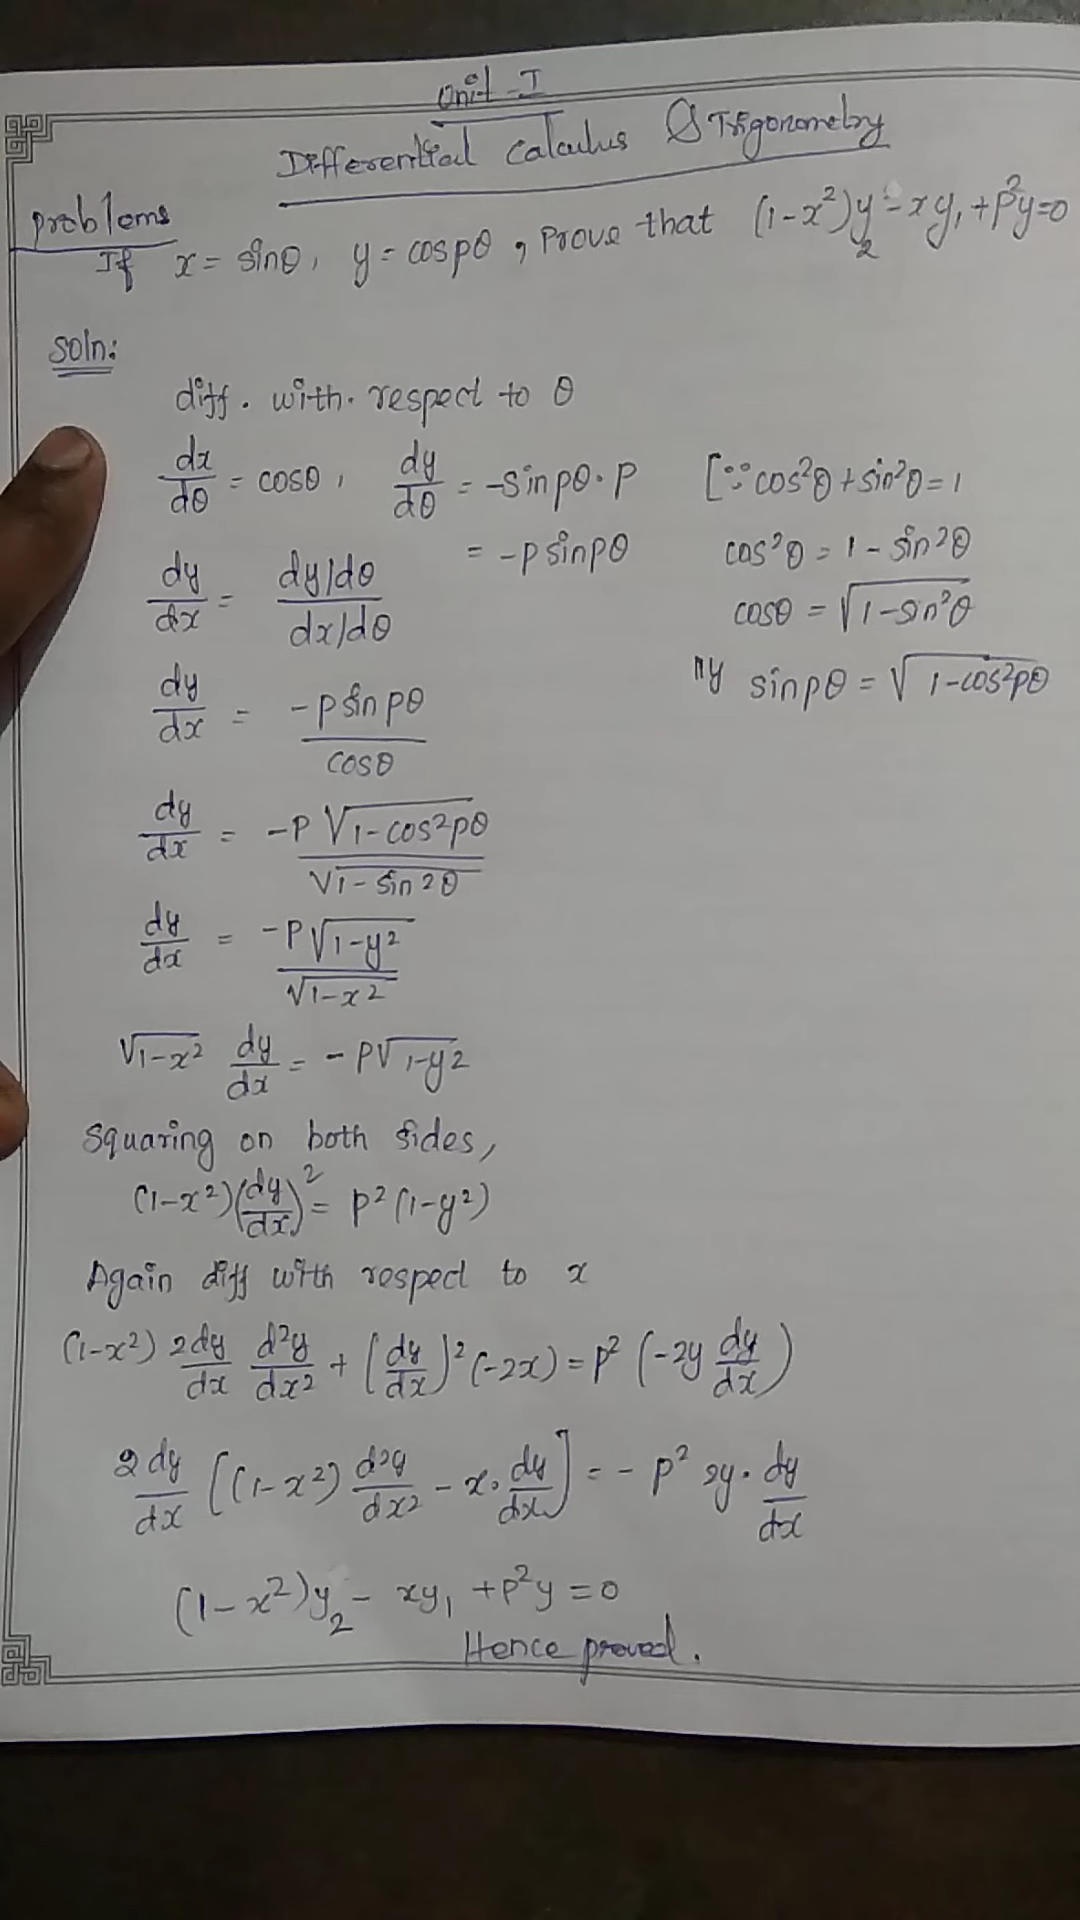 Unit - I
Differential Calculus & Trigonometry
Problems
If x = sinθ, y = cospθ, Prove that (1-x²)y₂ - xy₁ + p²y=0
Soln:
diff. with. respect to θ
dx/dθ = cosθ, dy/dθ = -sinpθ·p [∵ cos²θ + sin²θ = 1
= -p sinpθ cos²θ = 1 - sin²θ
dy/dx = (dy/dθ)/(dx/dθ) cosθ = √(1-sin²θ)
|||ly sinpθ = √(1-cos²pθ)
dy/dx = (-p sin pθ)/(cosθ)
dy/dx = (-p √(1-cos²pθ))/(√(1-sin²θ))
dy/dx = (-p√(1-y²))/(√(1-x²))
√(1-x²) dy/dx = -p√(1-y²)
Squaring on both sides,
(1-x²)(dy/dx)² = p²(1-y²)
Again diff with respect to x
(1-x²) 2dy/dx d²y/dx² + (dy/dx)² (-2x) = p² (-2y dy/dx)
2 dy/dx [(1-x²) d²y/dx² - x· dy/dx] = - p² 2y· dy/dx
(1-x²)y₂ - xy₁ + p²y = 0
Hence proved.